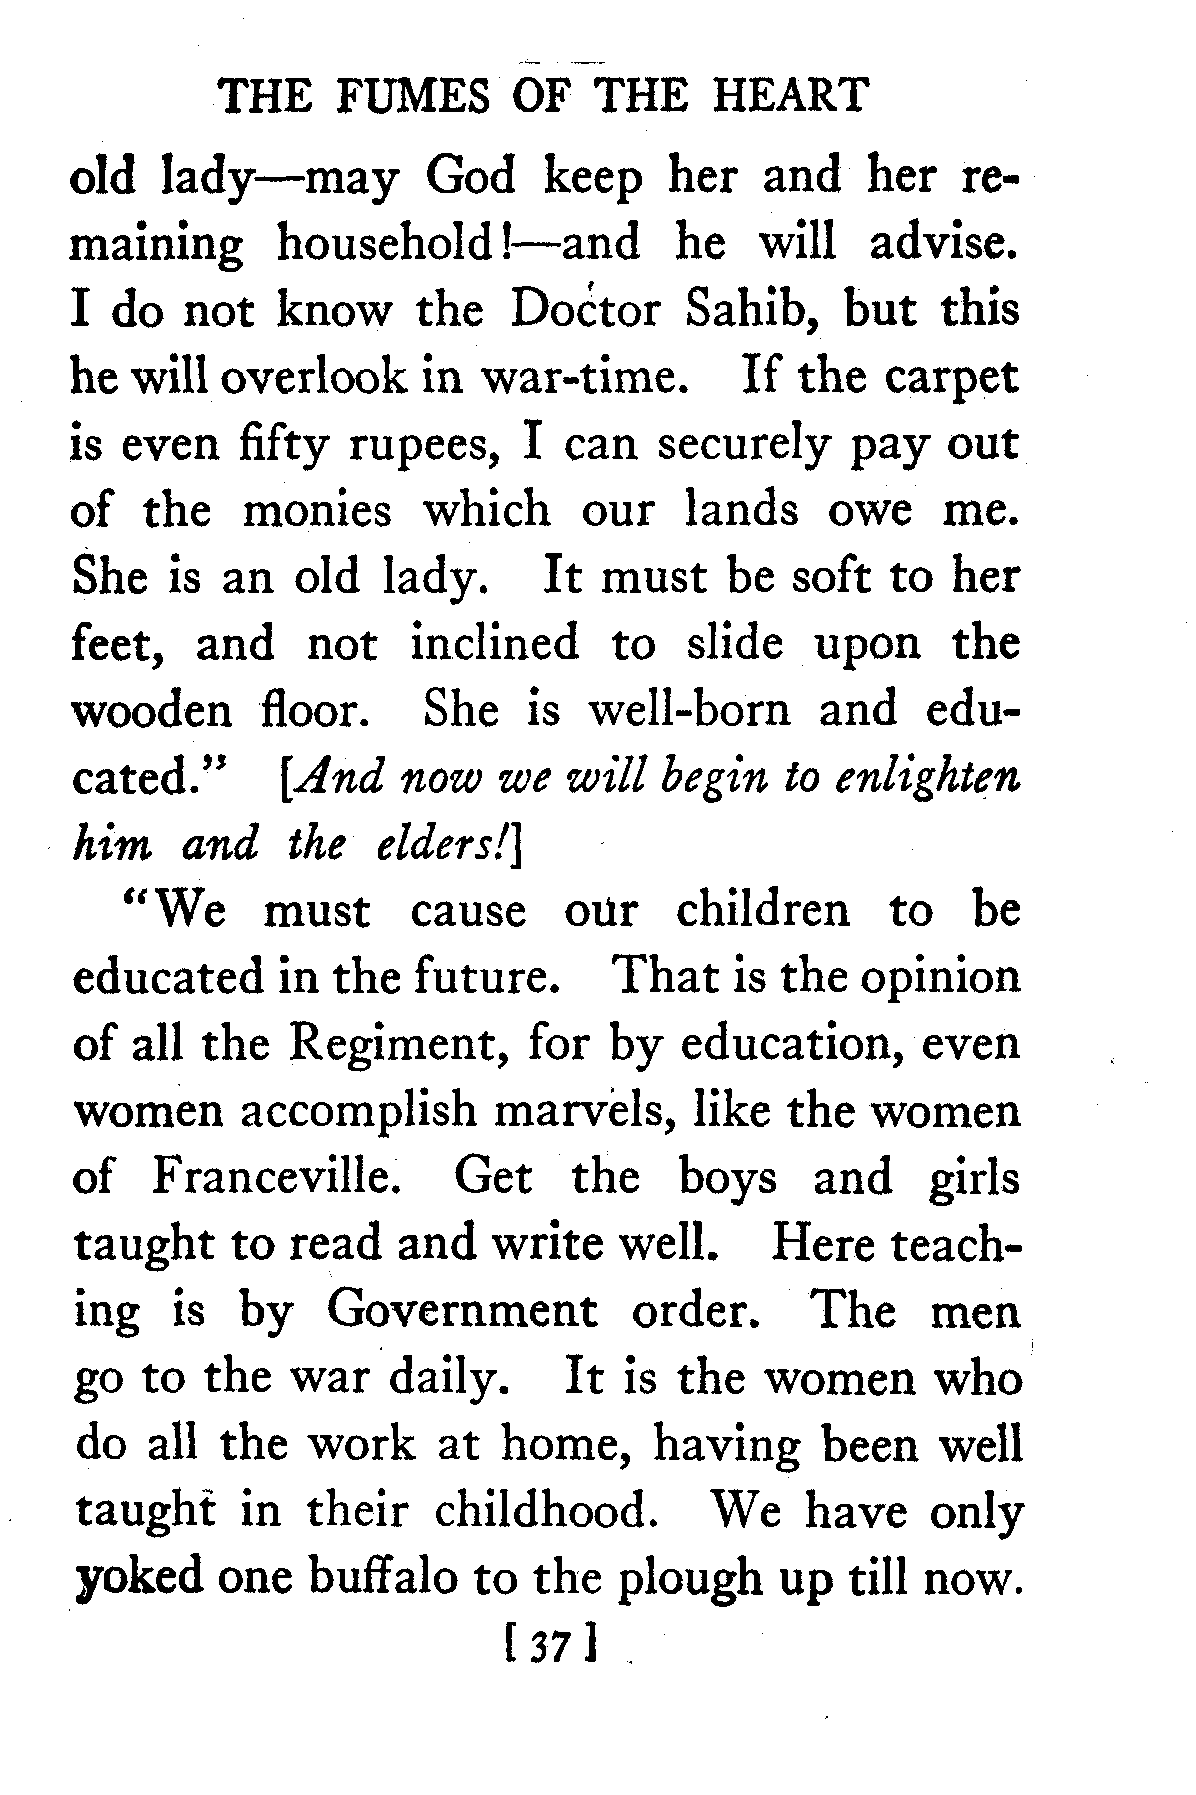 THE FUMES OF THE HEART
old lady—may God keep her and her re-
maining household!—and he will advise.
I do not know the Doctor Sahib, but this
he will overlook in war-time. If the carpet
is even fifty rupees, I can securely pay out
of the monies which our lands owe me.
She is an old lady. It must be soft to her
feet, and not inclined to slide upon the
wooden floor. She is well-born and edu-
cated.” [And now we will begin to enlighten
him and the elders!]
“We must cause our children to be
educated in the future. That is the opinion
of all the Regiment, for by education, even
women accomplish marvels, like the women
of Franceville. Get the boys and girls
taught to read and write well. Here teach-
ing is by Government order. The men
go to the war daily. It is the women who
do all the work at home, having been well
taught in their childhood. We have only
yoked one buffalo to the plough up till now.
[ 37 ]